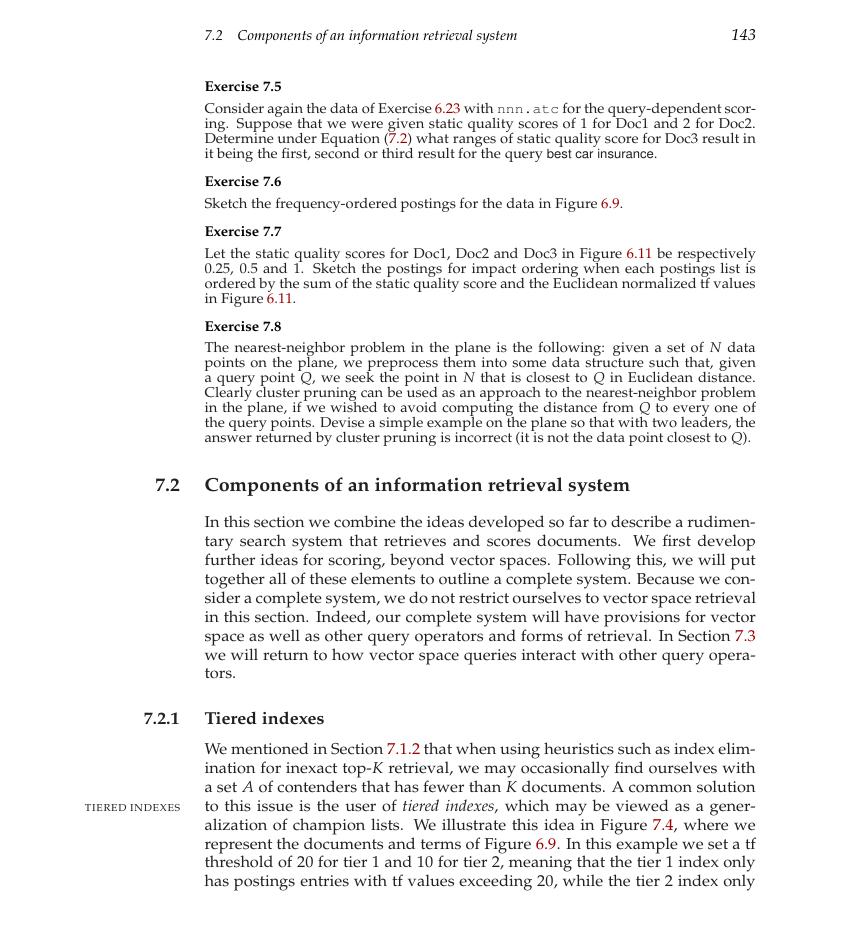 7.2 Components of an information retrieval system 143
Exercise 7.5
Consider again the data of Exercise 6.23 with nnn.atc for the query-dependent scor-
ing. Suppose that we were given static quality scores of 1 for Doc1 and 2 for Doc2.
Determine under Equation (7.2) what ranges of static quality score for Doc3 result in
it being the first, second or third result for the query best car insurance.
Exercise 7.6
Sketch the frequency-ordered postings for the data in Figure 6.9.
Exercise 7.7
Let the static quality scores for Doc1, Doc2 and Doc3 in Figure 6.11 be respectively
0.25, 0.5 and 1. Sketch the postings for impact ordering when each postings list is
ordered by the sum of the static quality score and the Euclidean normalized tf values
in Figure 6.11.
Exercise 7.8
The nearest-neighbor problem in the plane is the following: given a set of N data
points on the plane, we preprocess them into some data structure such that, given
a query point Q, we seek the point in N that is closest to Q in Euclidean distance.
Clearly cluster pruning can be used as an approach to the nearest-neighbor problem
in the plane, if we wished to avoid computing the distance from Q to every one of
the query points. Devise a simple example on the plane so that with two leaders, the
answer returned by cluster pruning is incorrect (it is not the data point closest to Q).
7.2 Components of an information retrieval system
In this section we combine the ideas developed so far to describe a rudimen-
tary search system that retrieves and scores documents. We first develop
further ideas for scoring, beyond vector spaces. Following this, we will put
together all of these elements to outline a complete system. Because we con-
sider a complete system, we do not restrict ourselves to vector space retrieval
in this section. Indeed, our complete system will have provisions for vector
space as well as other query operators and forms of retrieval. In Section 7.3
we will return to how vector space queries interact with other query opera-
tors.
7.2.1 Tiered indexes
We mentioned in Section 7.1.2 that when using heuristics such as index elim-
ination for inexact top-K retrieval, we may occasionally find ourselves with
a set A of contenders that has fewer than K documents. A common solution
TIERED INDEXES to this issue is the user of tiered indexes, which may be viewed as a gener-
alization of champion lists. We illustrate this idea in Figure 7.4, where we
represent the documents and terms of Figure 6.9. In this example we set a tf
threshold of 20 for tier 1 and 10 for tier 2, meaning that the tier 1 index only
has postings entries with tf values exceeding 20, while the tier 2 index only